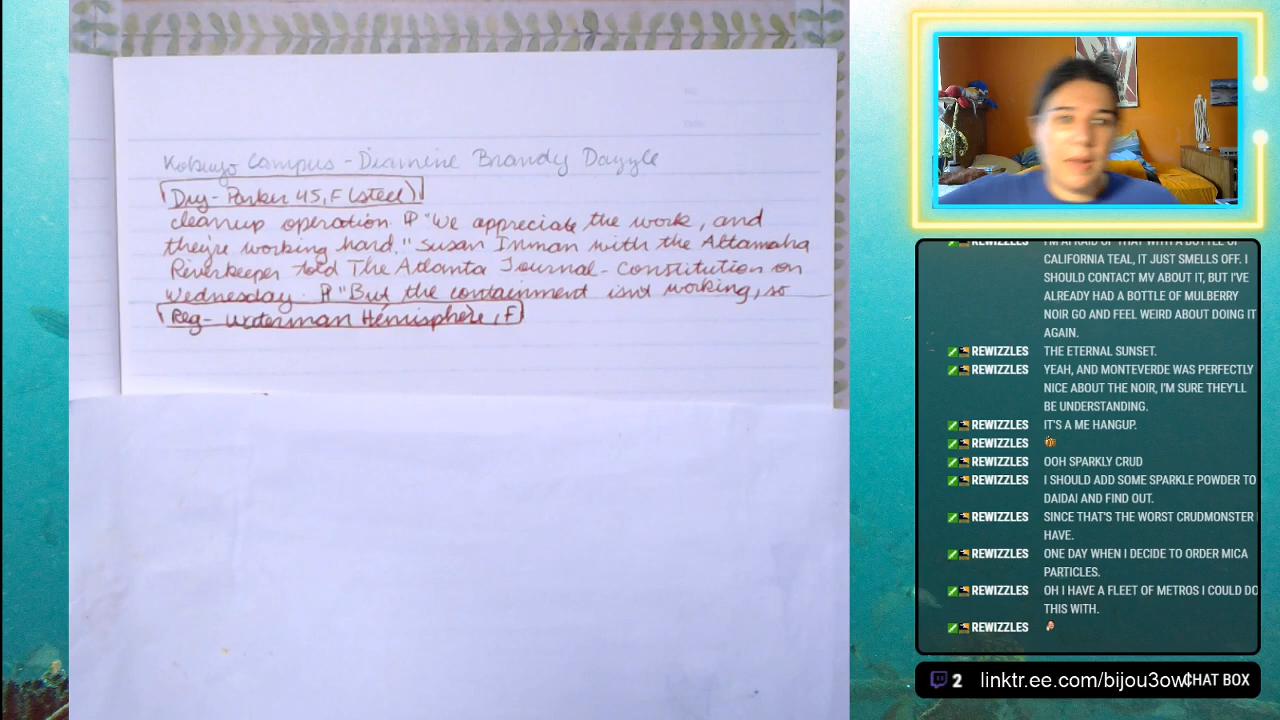 Kobuyo Campus - Diamine Brandy Dazzle
Dry - Parker 45, F (steel)
cleanup operation. ¶ "We appreciate the work, and
they're working hard." Susan Inman with the Altamaha
Riverkeeper told The Atlanta Journal-Constitution on
Wednesday. ¶ "But the containment isn't working, so
Reg - Waterman Hémisphère, F
REWIZZLES I'M AFRAID OF THAT WITH A BOTTLE OF
CALIFORNIA TEAL, IT JUST SMELLS OFF. I
SHOULD CONTACT MV ABOUT IT, BUT I'VE
ALREADY HAD A BOTTLE OF MULBERRY
NOIR GO AND FEEL WEIRD ABOUT DOING IT
AGAIN.
REWIZZLES THE ETERNAL SUNSET.
REWIZZLES YEAH, AND MONTEVERDE WAS PERFECTLY
NICE ABOUT THE NOIR, I'M SURE THEY'LL
BE UNDERSTANDING.
REWIZZLES IT'S A ME HANGUP.
REWIZZLES
REWIZZLES OOH SPARKLY CRUD
REWIZZLES I SHOULD ADD SOME SPARKLE POWDER TO
DAIDAI AND FIND OUT.
REWIZZLES SINCE THAT'S THE WORST CRUDMONSTER I
HAVE.
REWIZZLES ONE DAY WHEN I DECIDE TO ORDER MICA
PARTICLES.
REWIZZLES OH I HAVE A FLEET OF METROS I COULD DO
THIS WITH.
REWIZZLES
2 linktr.ee.com/bijou3owl CHAT BOX